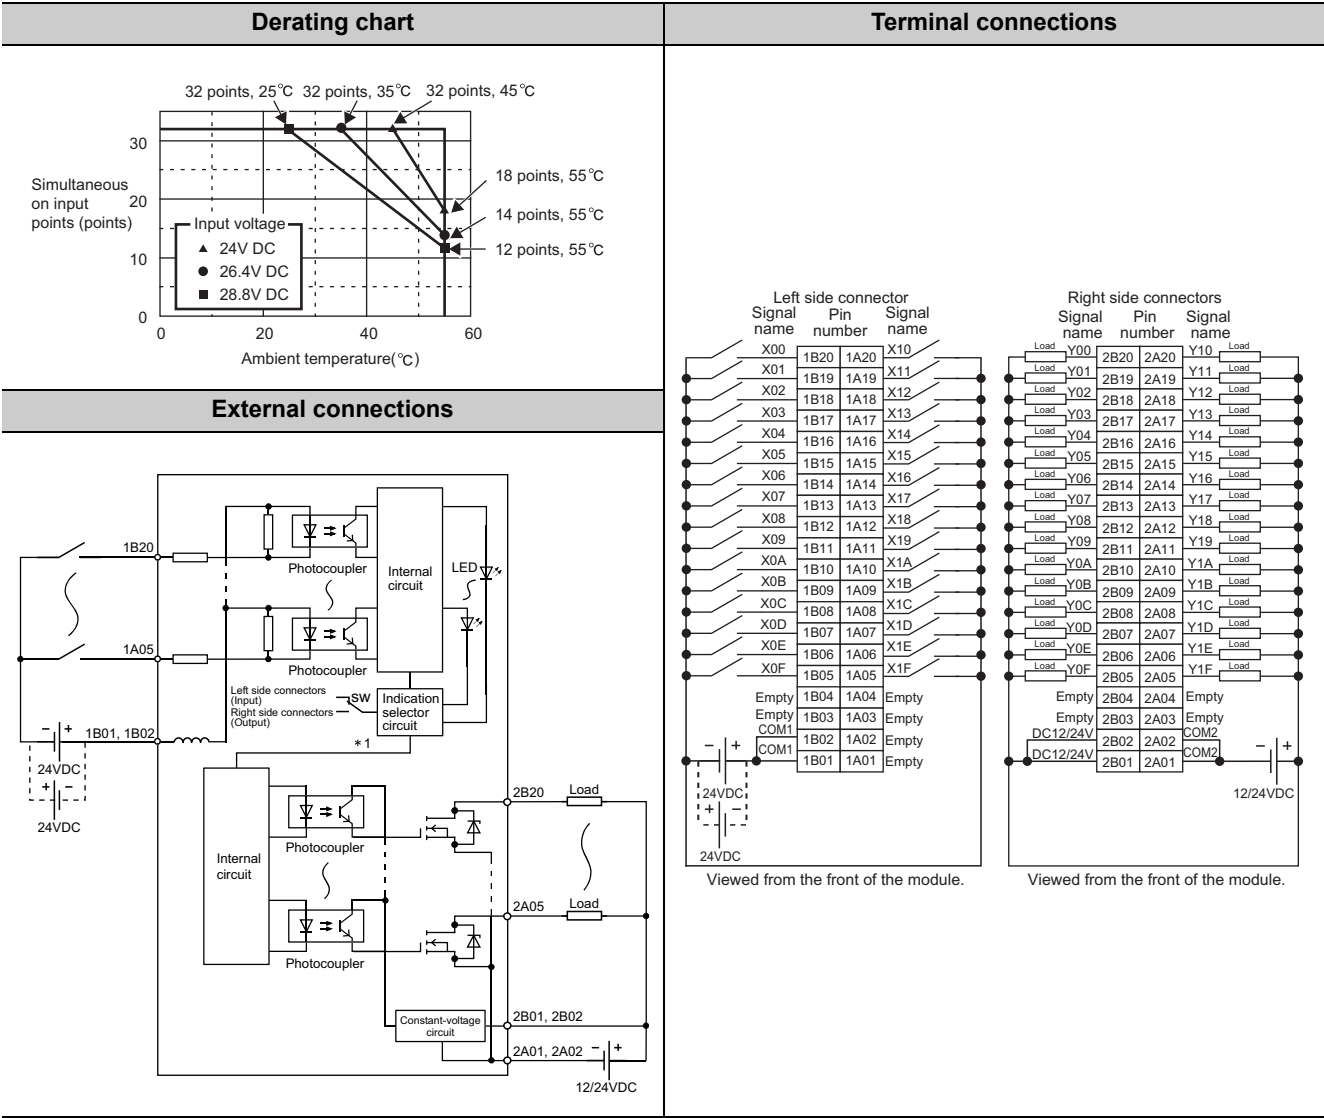 Derating chart
32 points, 25°C 32 points, 35°C 32 points, 45°C
30
20
10
0
Simultaneous
on input
points (points)
Input voltage
24V DC
26.4V DC
28.8V DC
18 points, 55°C
14 points, 55°C
12 points, 55°C
0 20 40 60
Ambient temperature(°C)
External connections
1B20
Photocoupler
Internal
circuit
LED
1A05
Photocoupler
Left side connectors
(Input)
Right side connectors
(Output)
SW
Indication
selector
circuit
1B01, 1B02
*1
− +
24VDC
+ −
24VDC
2B20 Load
Photocoupler
Internal
circuit
2A05 Load
Photocoupler
Constant-voltage
circuit
2B01, 2B02
2A01, 2A02 − +
12/24VDC
Terminal connections
Left side connector
Signal name Pin number Signal name
X00 1B20 1A20 X10
X01 1B19 1A19 X11
X02 1B18 1A18 X12
X03 1B17 1A17 X13
X04 1B16 1A16 X14
X05 1B15 1A15 X15
X06 1B14 1A14 X16
X07 1B13 1A13 X17
X08 1B12 1A12 X18
X09 1B11 1A11 X19
X0A 1B10 1A10 X1A
X0B 1B09 1A09 X1B
X0C 1B08 1A08 X1C
X0D 1B07 1A07 X1D
X0E 1B06 1A06 X1E
X0F 1B05 1A05 X1F
Empty 1B04 1A04 Empty
Empty 1B03 1A03 Empty
COM1 1B02 1A02 Empty
COM1 1B01 1A01 Empty
− +
24VDC
+ −
24VDC
Viewed from the front of the module.
Right side connectors
Signal name Pin number Signal name
Load Y00 2B20 2A20 Y10 Load
Load Y01 2B19 2A19 Y11 Load
Load Y02 2B18 2A18 Y12 Load
Load Y03 2B17 2A17 Y13 Load
Load Y04 2B16 2A16 Y14 Load
Load Y05 2B15 2A15 Y15 Load
Load Y06 2B14 2A14 Y16 Load
Load Y07 2B13 2A13 Y17 Load
Load Y08 2B12 2A12 Y18 Load
Load Y09 2B11 2A11 Y19 Load
Load Y0A 2B10 2A10 Y1A Load
Load Y0B 2B09 2A09 Y1B Load
Load Y0C 2B08 2A08 Y1C Load
Load Y0D 2B07 2A07 Y1D Load
Load Y0E 2B06 2A06 Y1E Load
Load Y0F 2B05 2A05 Y1F Load
Empty 2B04 2A04 Empty
Empty 2B03 2A03 Empty
DC12/24V 2B02 2A02 COM2
DC12/24V 2B01 2A01 COM2
− +
12/24VDC
Viewed from the front of the module.